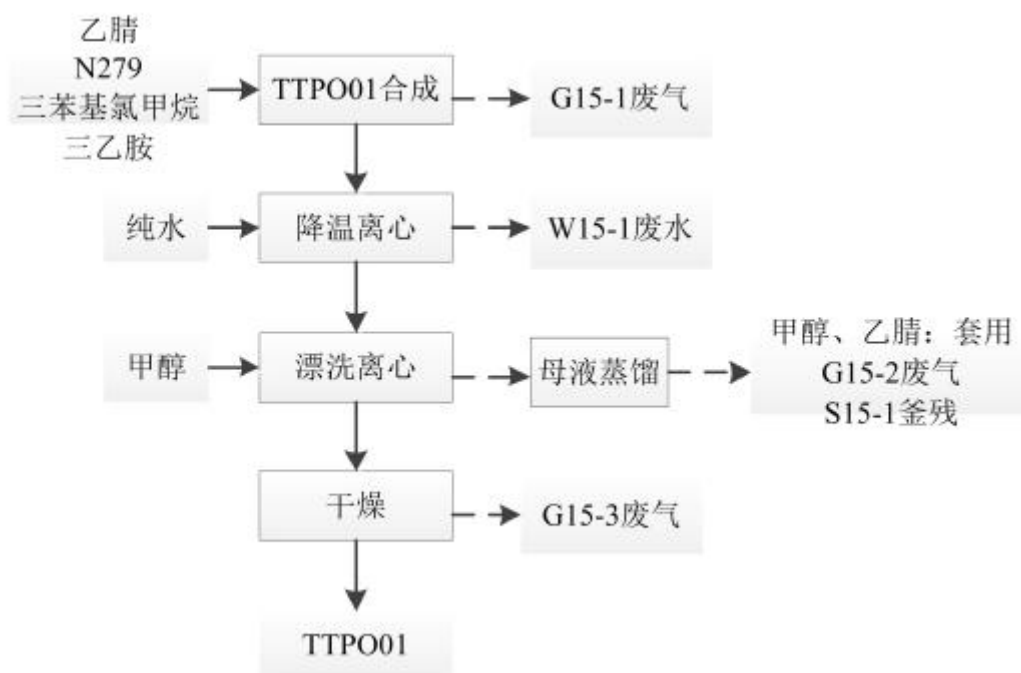 乙腈
N279
三苯基氯甲烷
三乙胺
TTPO01合成
G15-1废气
纯水
降温离心
W15-1废水
甲醇
漂洗离心
母液蒸馏
甲醇、乙腈：套用
G15-2废气
S15-1釜残
干燥
G15-3废气
TTPO01